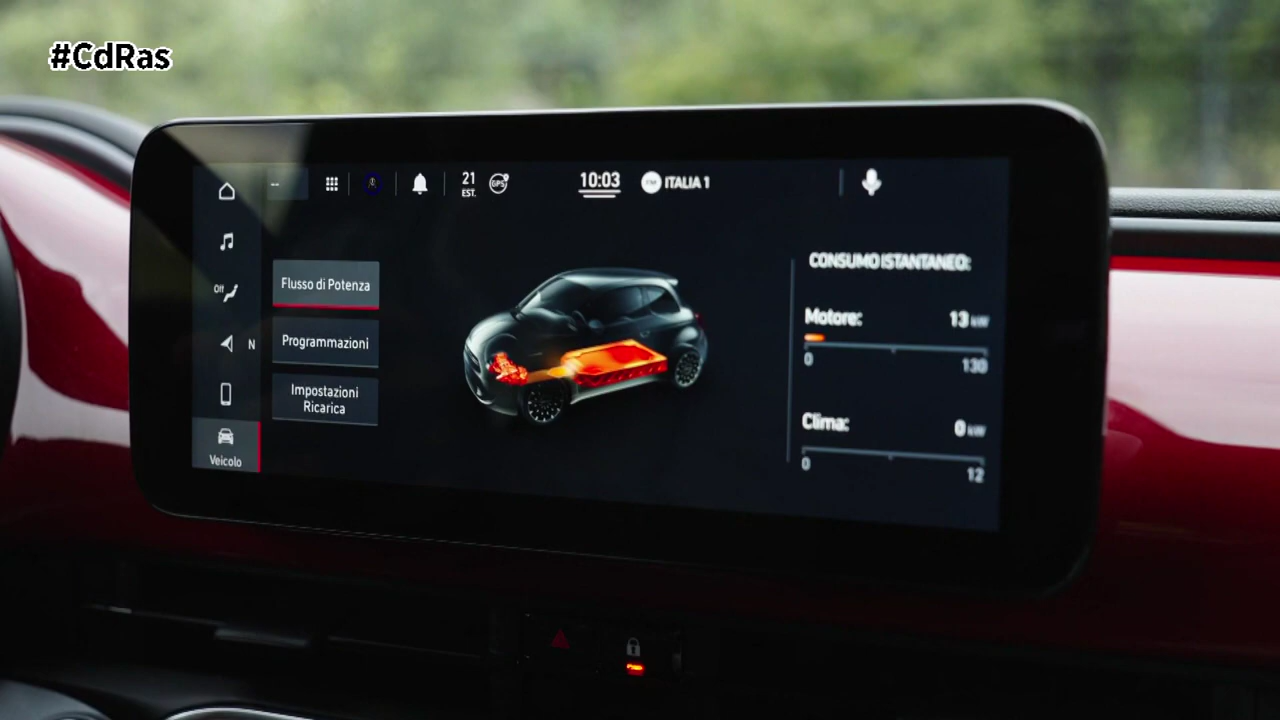 #CdRas
--
21
EST.
GPS
10:03
FM
ITALIA 1
Off
N
Veicolo
Flusso di Potenza
Programmazioni
Impostazioni
Ricarica
CONSUMO ISTANTANEO:
Motore:
13 kW
0
130
Clima:
0 kW
0
12